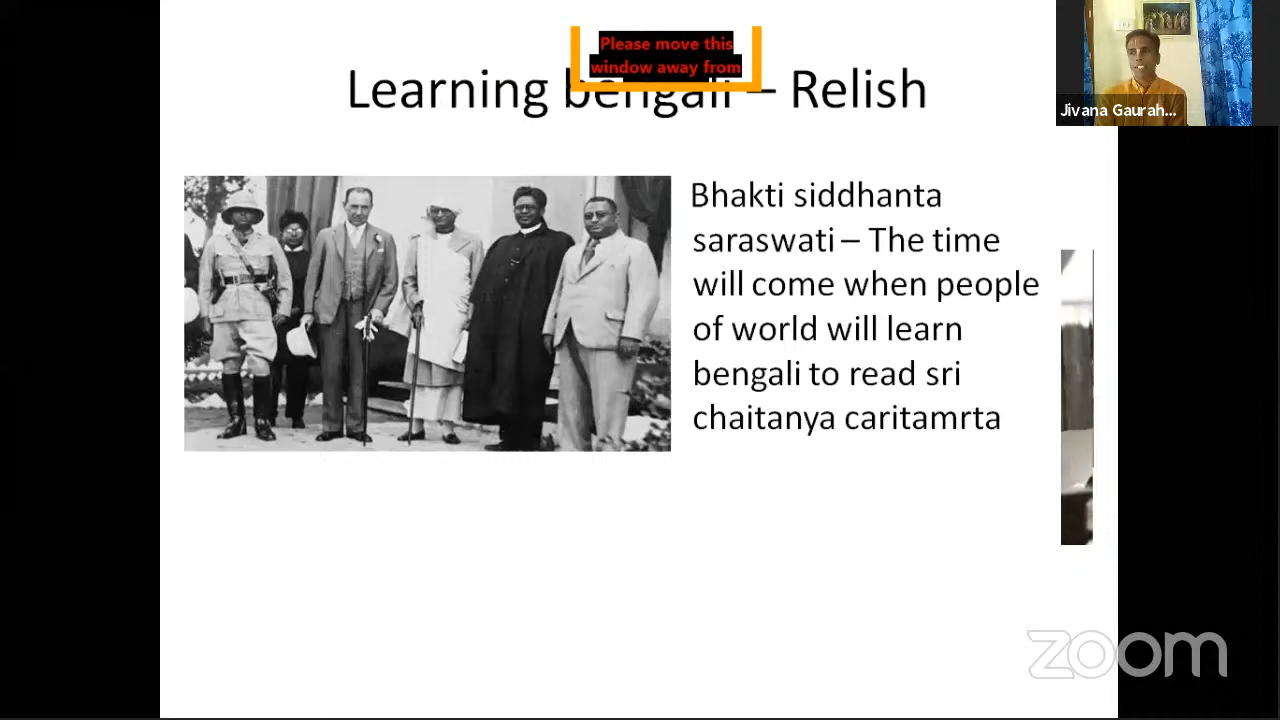 Please move this
window away from
Learning bengali – Relish
Jivana Gaurah...
Bhakti siddhanta
saraswati – The time
will come when people
of world will learn
bengali to read sri
chaitanya caritamrta
zoom